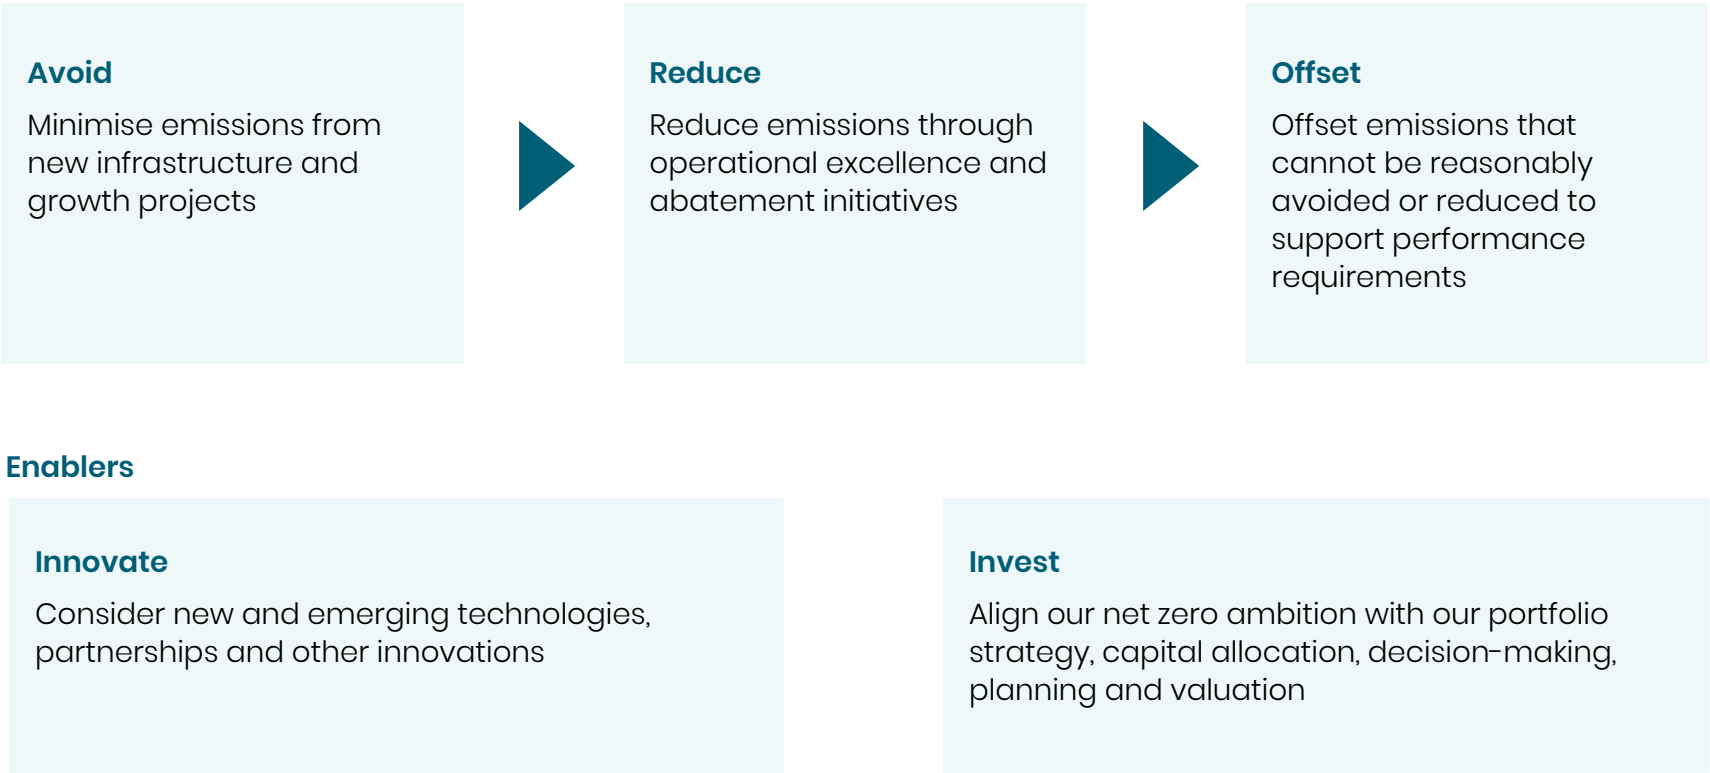 Avoid
Minimise emissions from
new infrastructure and
growth projects
Reduce
Reduce emissions through
operational excellence and
abatement initiatives
Offset
Offset emissions that
cannot be reasonably
avoided or reduced to
support performance
requirements
Enablers
Innovate
Consider new and emerging technologies,
partnerships and other innovations
Invest
Align our net zero ambition with our portfolio
strategy, capital allocation, decision-making,
planning and valuation